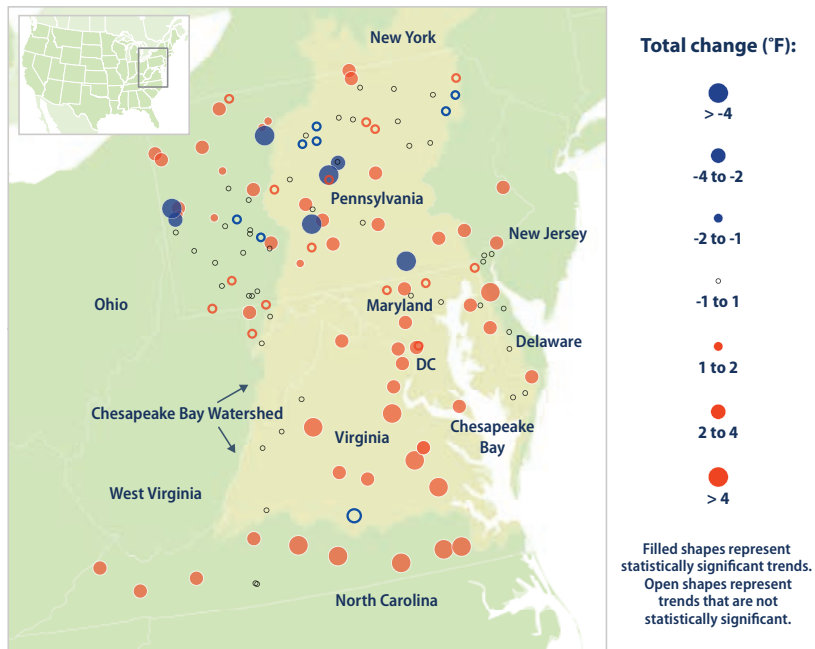 New York
Pennsylvania
New Jersey
Ohio
Maryland
Delaware
DC
Chesapeake Bay Watershed
Chesapeake
Bay
Virginia
West Virginia
North Carolina
Total change (˚F):
> -4
-4 to -2
-2 to -1
-1 to 1
1 to 2
2 to 4
> 4
Filled shapes represent
statistically significant trends.
Open shapes represent
trends that are not
statistically significant.